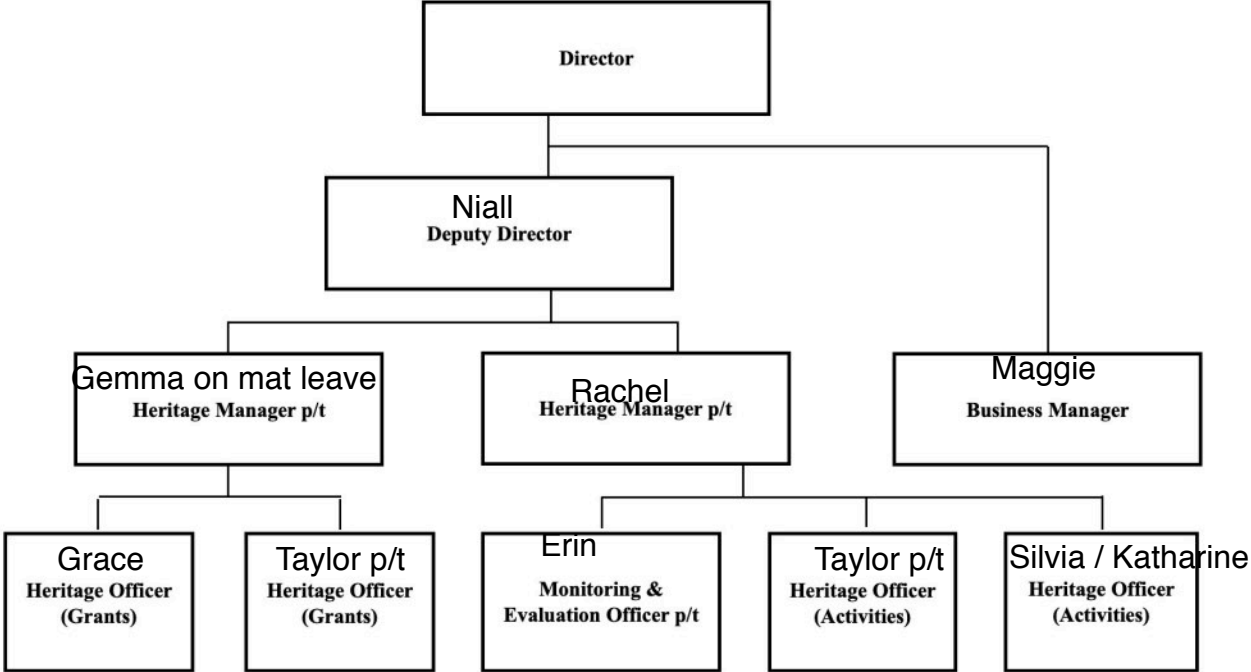 Director
Niall
Deputy Director
Gemma on mat leave
Heritage Manager p/t
Rachel
Heritage Manager p/t
Maggie
Business Manager
Grace
Heritage Officer
(Grants)
Taylor p/t
Heritage Officer
(Grants)
Erin
Monitoring &
Evaluation Officer p/t
Taylor p/t
Heritage Officer
(Activities)
Silvia / Katharine
Heritage Officer
(Activities)